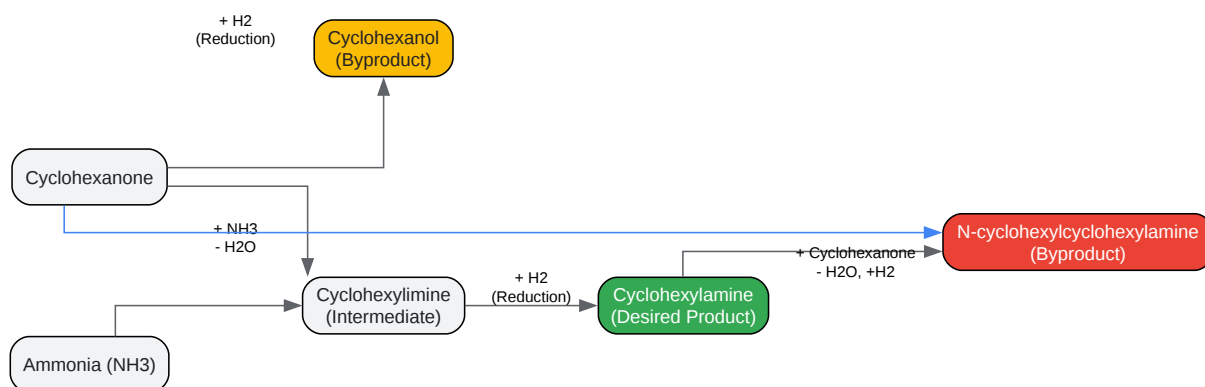 + H2
(Reduction)
Cyclohexanol
(Byproduct)
Cyclohexanone
+ NH3
- H2O
N-cyclohexylcyclohexylamine
(Byproduct)
+ Cyclohexanone
- H2O, +H2
Cyclohexylimine
(Intermediate)
+ H2
(Reduction)
Cyclohexylamine
(Desired Product)
Ammonia (NH3)